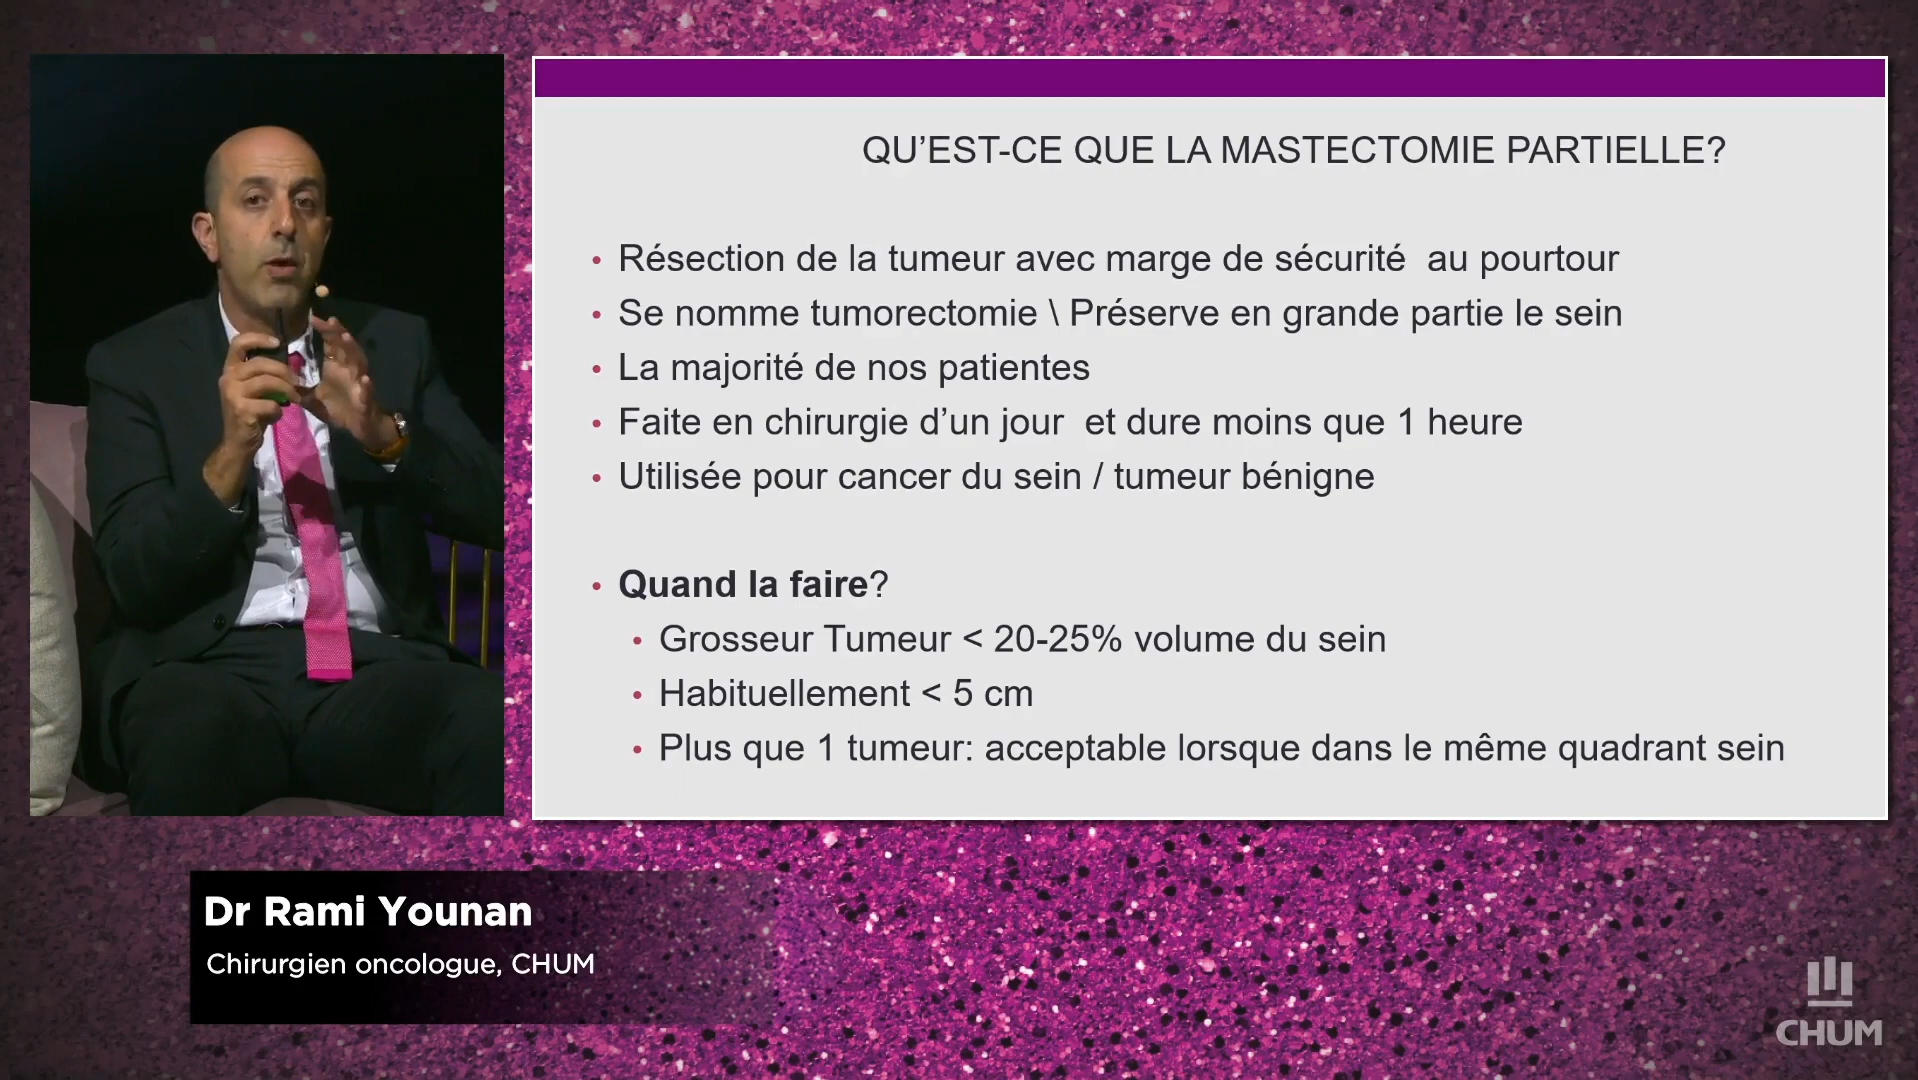 QU'EST-CE QUE LA MASTECTOMIE PARTIELLE?
• Résection de la tumeur avec marge de sécurité  au pourtour
• Se nomme tumorectomie \ Préserve en grande partie le sein
• La majorité de nos patientes
• Faite en chirurgie d'un jour  et dure moins que 1 heure
• Utilisée pour cancer du sein / tumeur bénigne
• Quand la faire?
• Grosseur Tumeur < 20-25% volume du sein
• Habituellement < 5 cm
• Plus que 1 tumeur: acceptable lorsque dans le même quadrant sein
Dr Rami Younan
Chirurgien oncologue, CHUM
CHUM